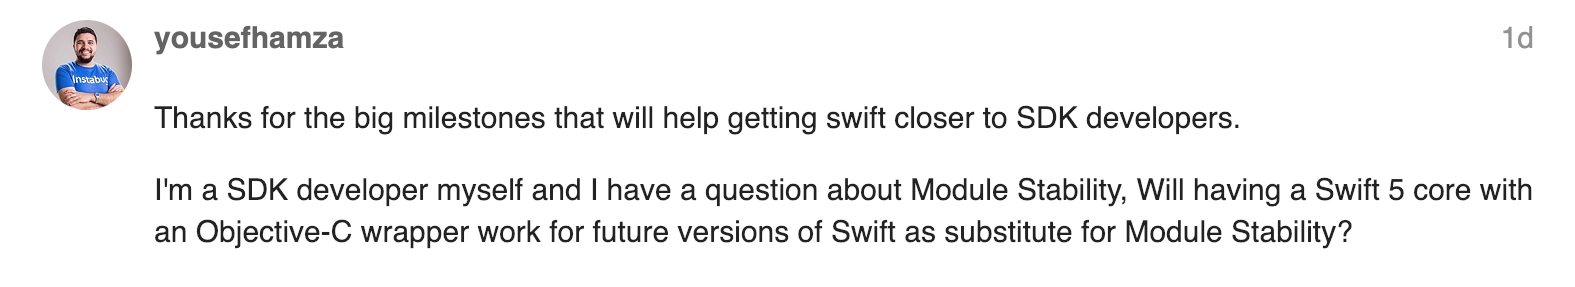 yousefhamza
1d
instabug
Thanks for the big milestones that will help getting swift closer to SDK developers.
I'm a SDK developer myself and I have a question about Module Stability, Will having a Swift 5 core with
an Objective-C wrapper work for future versions of Swift as substitute for Module Stability?